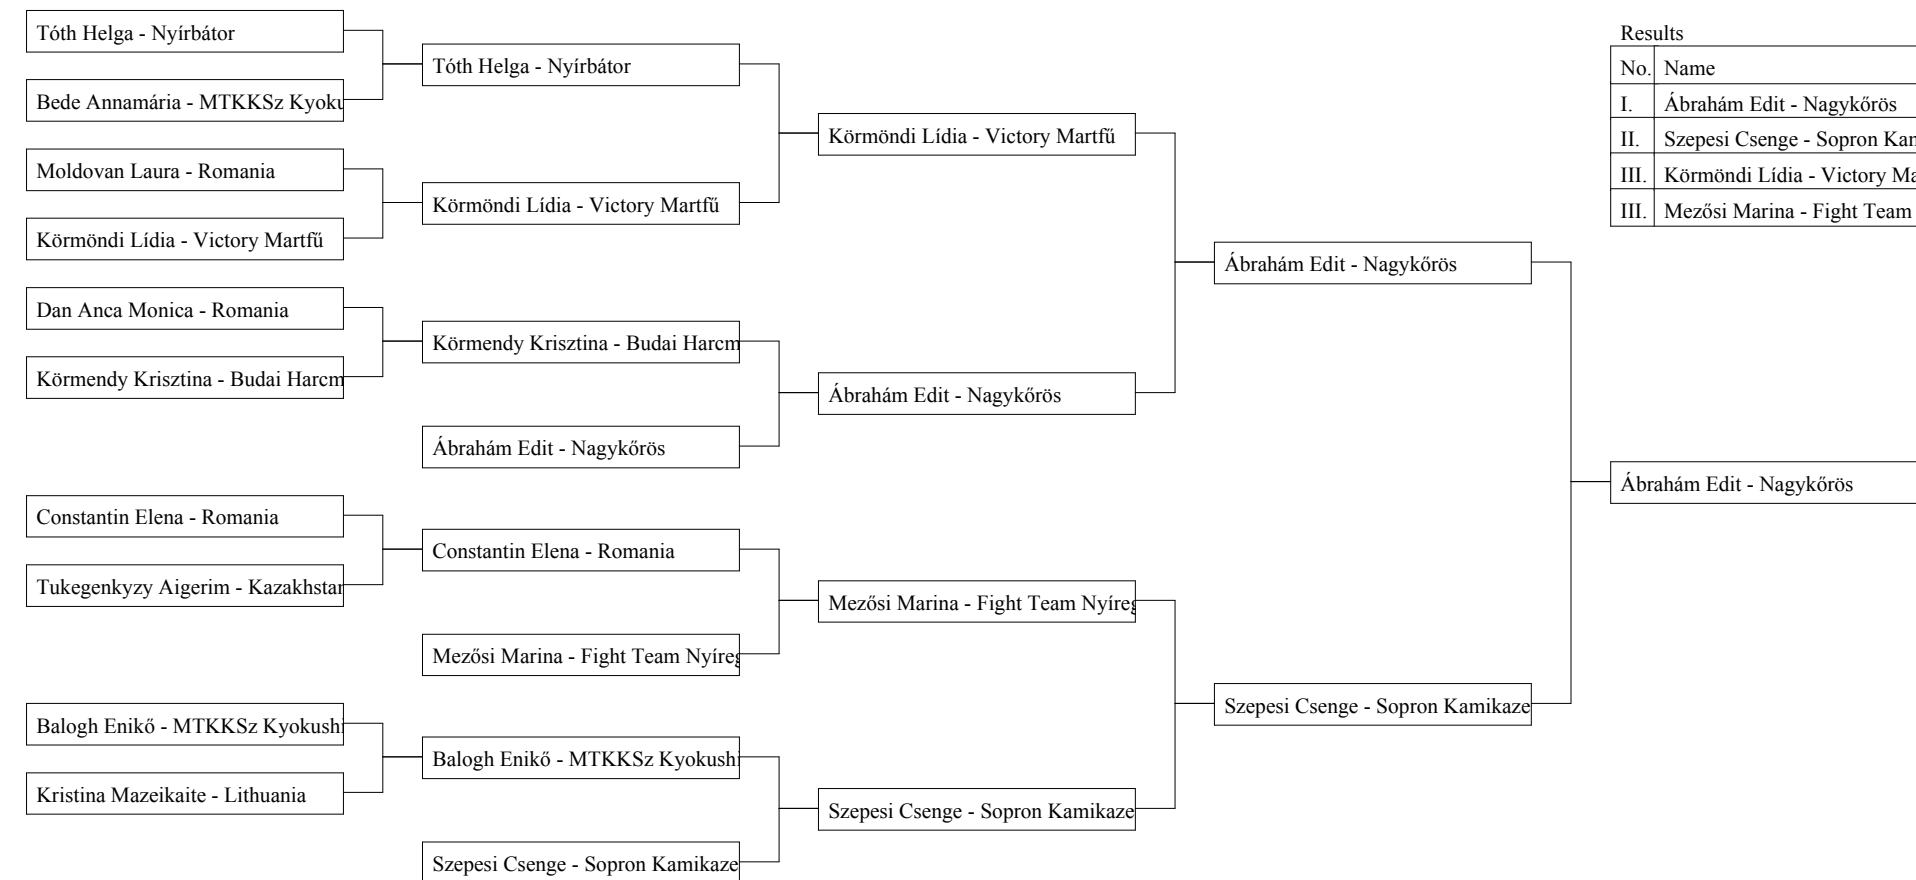 Tóth Helga - Nyírbátor
Bede Annamária - MTKKSz Kyoku
Moldovan Laura - Romania
Körmöndi Lídia - Victory Martfű
Dan Anca Monica - Romania
Körmendy Krisztina - Budai Harcm
Constantin Elena - Romania
Tukegenkyzy Aigerim - Kazakhstan
Balogh Enikő - MTKKSz Kyokushi
Kristina Mazeikaite - Lithuania
Tóth Helga - Nyírbátor
Körmöndi Lídia - Victory Martfű
Körmendy Krisztina - Budai Harcm
Ábrahám Edit - Nagykőrös
Constantin Elena - Romania
Mezősi Marina - Fight Team Nyíreg
Balogh Enikő - MTKKSz Kyokushi
Szepesi Csenge - Sopron Kamikaze
Körmöndi Lídia - Victory Martfű
Ábrahám Edit - Nagykőrös
Mezősi Marina - Fight Team Nyíreg
Szepesi Csenge - Sopron Kamikaze
Ábrahám Edit - Nagykőrös
Szepesi Csenge - Sopron Kamikaze
Ábrahám Edit - Nagykőrös
Results
No. Name
I. Ábrahám Edit - Nagykőrös
II. Szepesi Csenge - Sopron Kam
III. Körmöndi Lídia - Victory Ma
III. Mezősi Marina - Fight Team